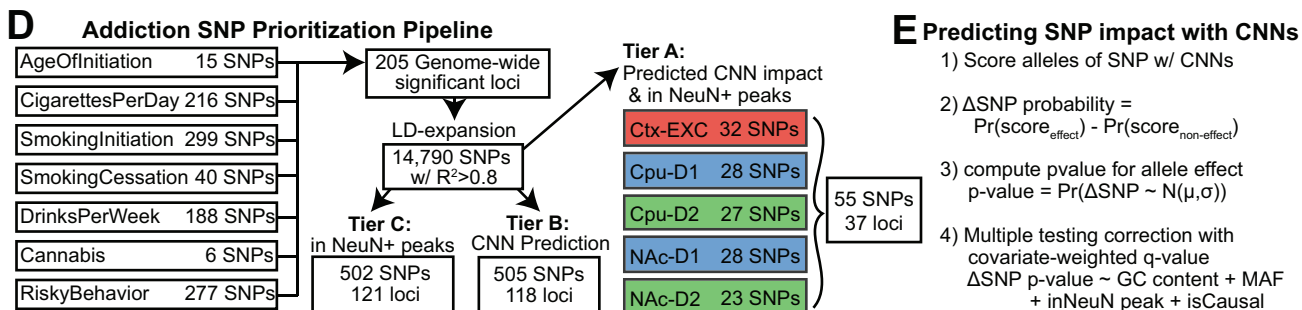 D Addiction SNP Prioritization Pipeline
AgeOfInitiation 15 SNPs
CigarettesPerDay 216 SNPs
SmokingInitiation 299 SNPs
SmokingCessation 40 SNPs
DrinksPerWeek 188 SNPs
Cannabis 6 SNPs
RiskyBehavior 277 SNPs
205 Genome-wide
significant loci
LD-expansion
14,790 SNPs
w/ R²>0.8
Tier C:
in NeuN+ peaks
502 SNPs
121 loci
Tier B:
CNN Prediction
505 SNPs
118 loci
Tier A:
Predicted CNN impact
& in NeuN+ peaks
Ctx-EXC 32 SNPs
Cpu-D1 28 SNPs
Cpu-D2 27 SNPs
NAc-D1 28 SNPs
NAc-D2 23 SNPs
55 SNPs
37 loci
E Predicting SNP impact with CNNs
1) Score alleles of SNP w/ CNNs
2) ΔSNP probability =
Pr(score_effect) - Pr(score_non-effect)
3) compute pvalue for allele effect
p-value = Pr(ΔSNP ~ N(μ,σ))
4) Multiple testing correction with
covariate-weighted q-value
ΔSNP p-value ~ GC content + MAF
+ inNeuN peak + isCausal